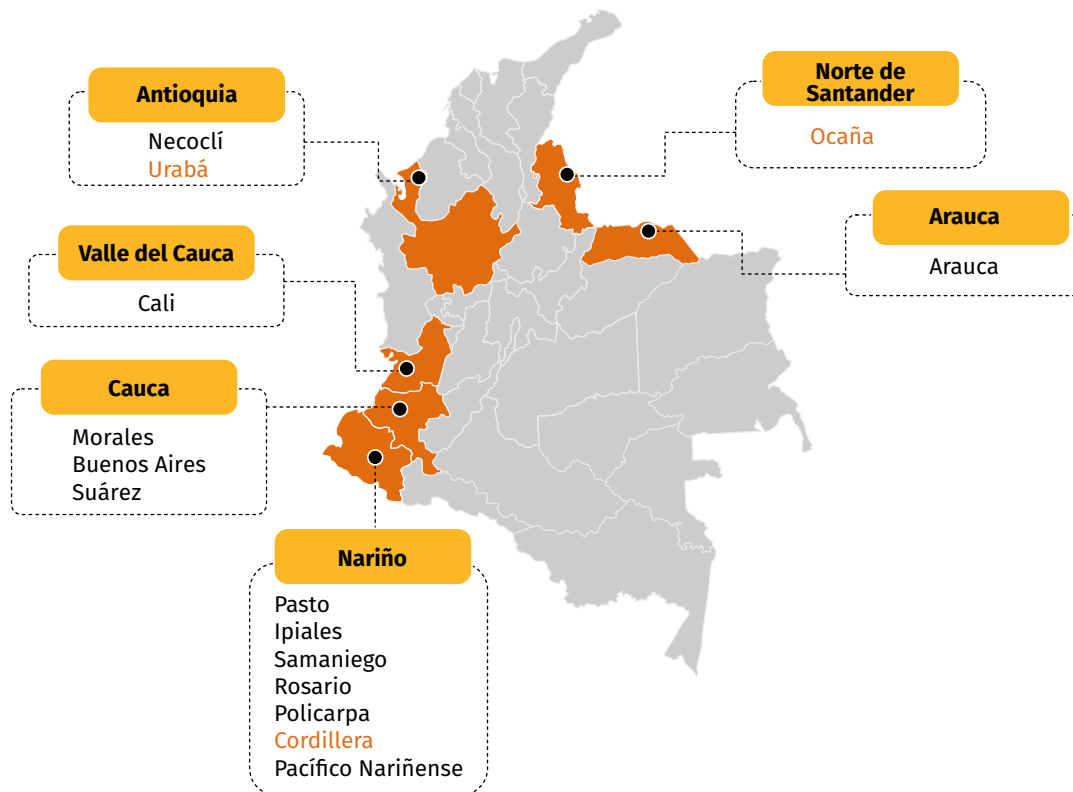 Antioquia
Necoclí
Urabá
Valle del Cauca
Cali
Cauca
Morales
Buenos Aires
Suárez
Nariño
Pasto
Ipiales
Samaniego
Rosario
Policarpa
Cordillera
Pacífico Nariñense
Norte de
Santander
Ocaña
Arauca
Arauca